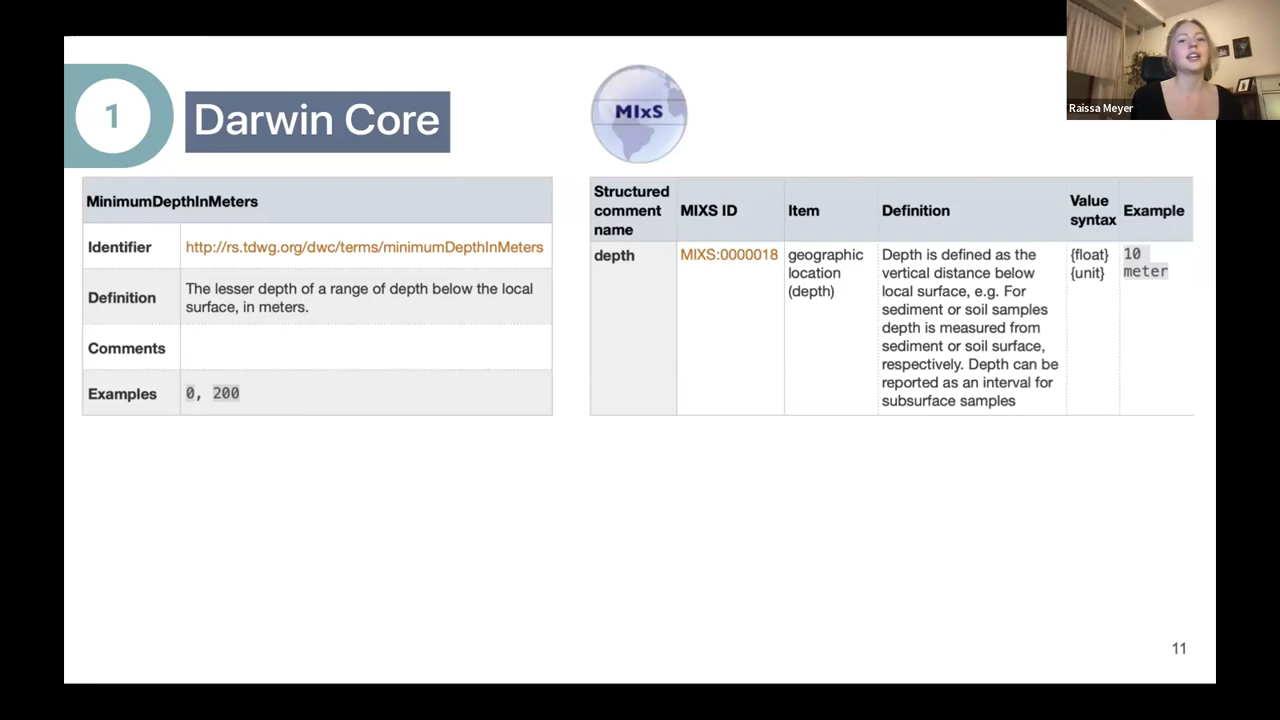 Raissa Meyer
1
Darwin Core
MIxS
MinimumDepthInMeters
Identifier
http://rs.tdwg.org/dwc/terms/minimumDepthInMeters
Definition
The lesser depth of a range of depth below the local
surface, in meters.
Comments
Examples
0, 200
Structured
comment
name
MIXS ID
Item
Definition
Value
syntax
Example
depth
MIXS:0000018
geographic
location
(depth)
Depth is defined as the
vertical distance below
local surface, e.g. For
sediment or soil samples
depth is measured from
sediment or soil surface,
respectively. Depth can be
reported as an interval for
subsurface samples
{float}
{unit}
10
meter
11